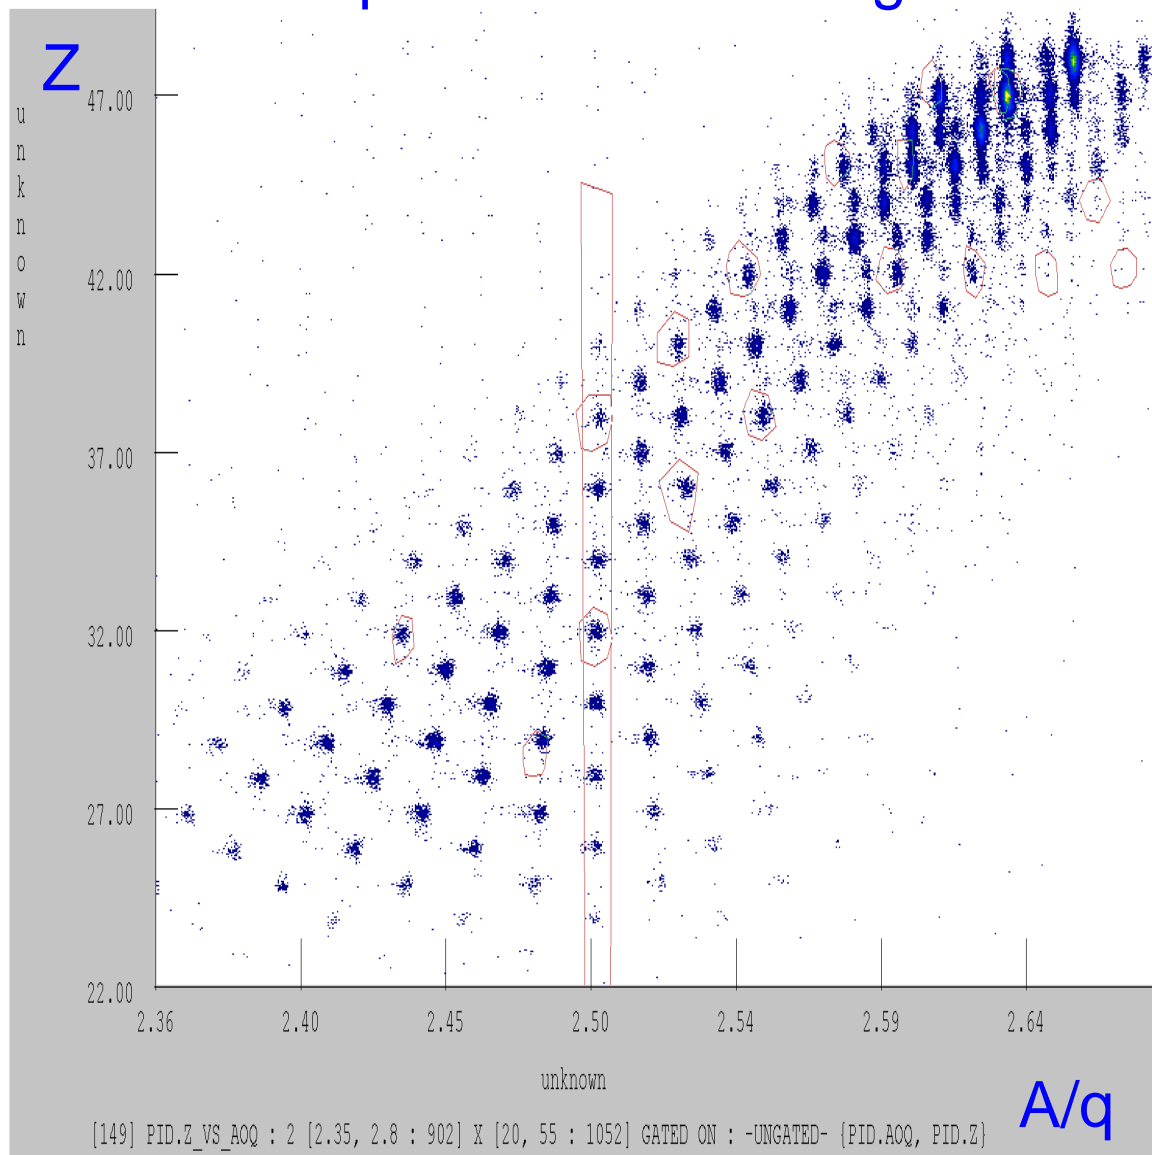 Z
unknown
47.00
42.00
37.00
32.00
27.00
22.00
2.36 2.40 2.45 2.50 2.54 2.59 2.64
unknown
A/q
[149] PID.Z_VS_AOQ : 2 [2.35, 2.8 : 902] X [20, 55 : 1052] GATED ON : -UNGATED- {PID.AOQ, PID.Z}